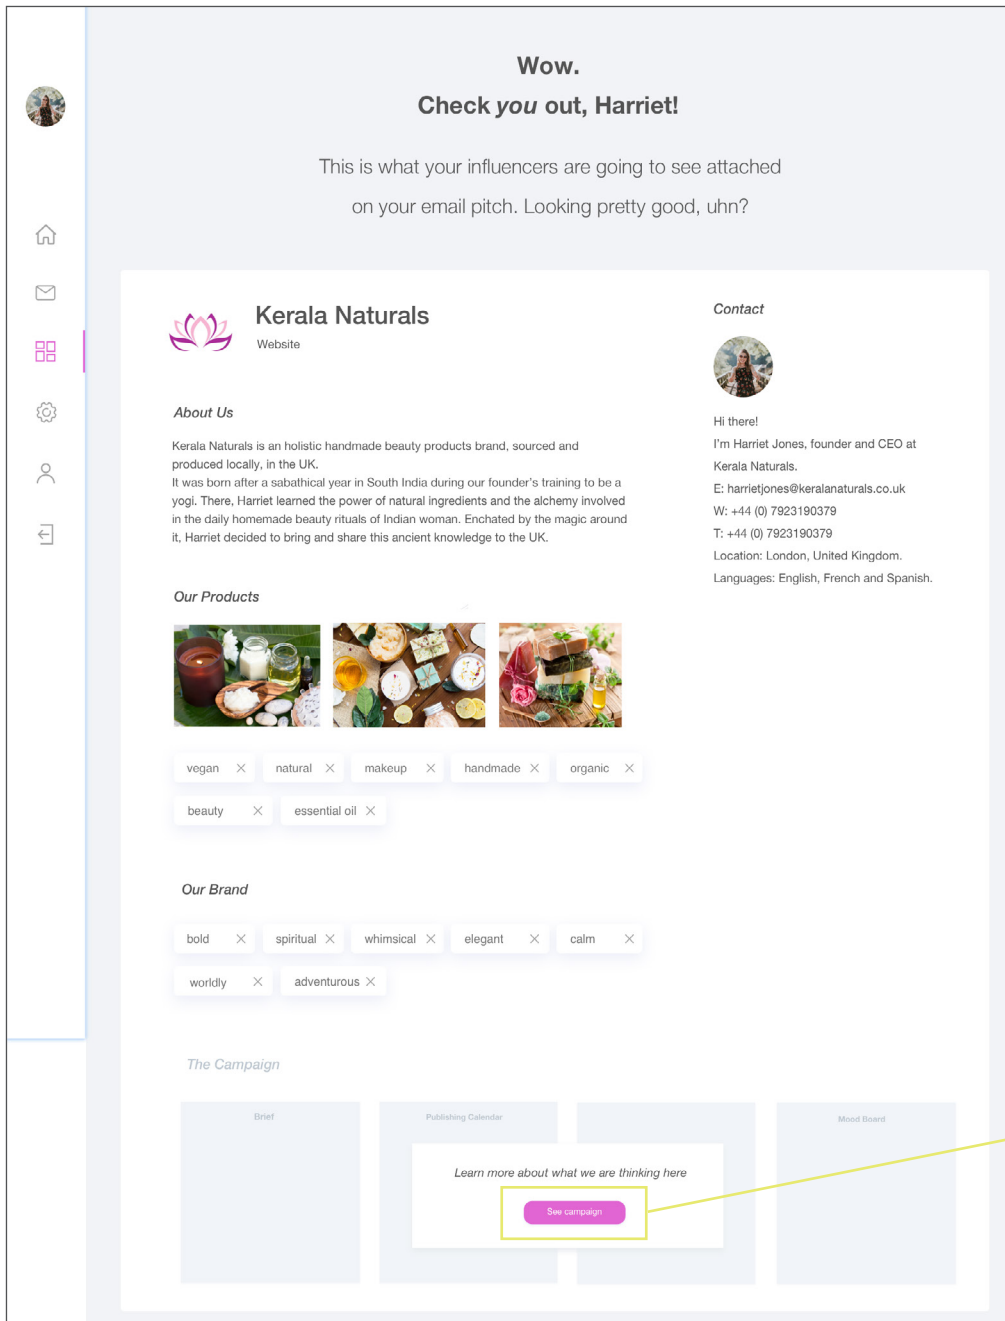 Wow.
Check you out, Harriet!
This is what your influencers are going to see attached
on your email pitch. Looking pretty good, uhn?
Kerala Naturals
Website
About Us
Kerala Naturals is an holistic handmade beauty products brand, sourced and
produced locally, in the UK.
It was born after a sabathical year in South India during our founder's training to be a
yogi. There, Harriet learned the power of natural ingredients and the alchemy involved
in the daily homemade beauty rituals of Indian woman. Enchated by the magic around
it, Harriet decided to bring and share this ancient knowledge to the UK.
Contact
Hi there!
I'm Harriet Jones, founder and CEO at
Kerala Naturals.
E: harrietjones@keralanaturals.co.uk
W: +44 (0) 7923190379
T: +44 (0) 7923190379
Location: London, United Kingdom.
Languages: English, French and Spanish.
Our Products
vegan
natural
makeup
handmade
organic
beauty
essential oil
Our Brand
bold
spiritual
whimsical
elegant
calm
worldly
adventurous
The Campaign
Brief
Publishing Calendar
Mood Board
Learn more about what we are thinking here
See campaign